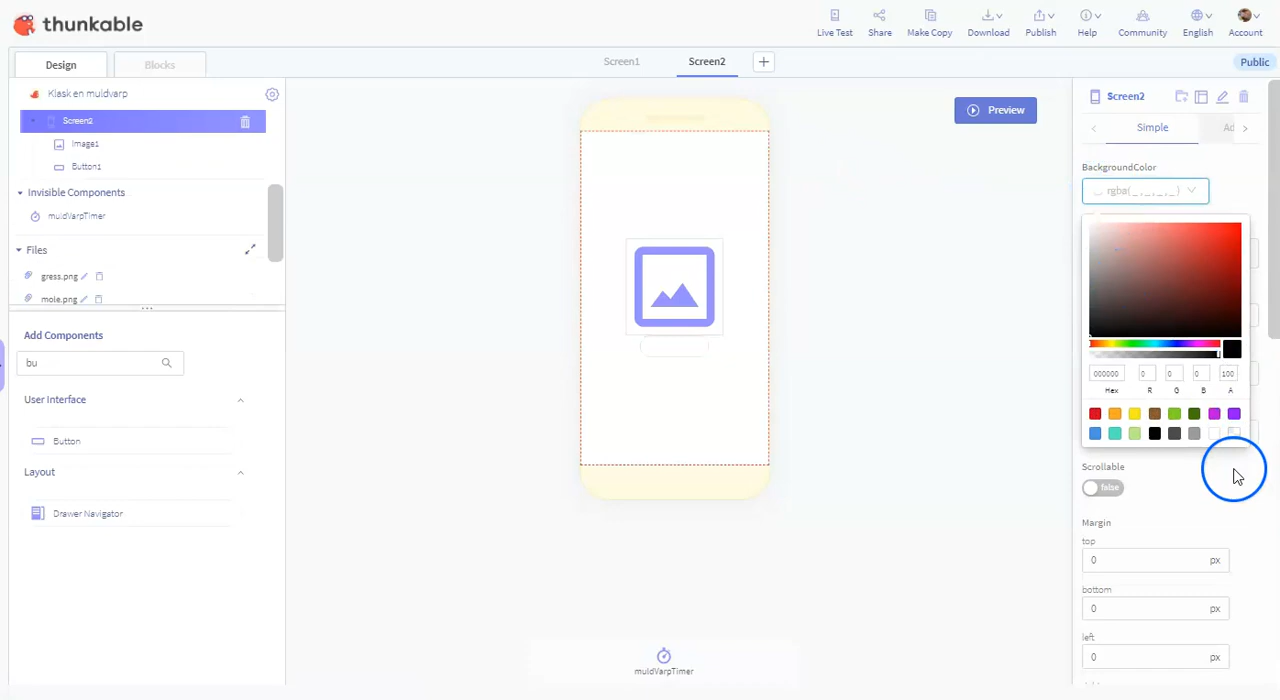 thunkable
Live Test
Share
Make Copy
Download
Publish
Help
Community
English
Account
Design
Blocks
Screen1
Screen2
+
Public
Klask en muldvarp
Screen2
Image1
Button1
Invisible Components
muldVarpTimer
Files
gress.png
mole.png
Add Components
bu
User Interface
Button
Layout
Drawer Navigator
Preview
muldVarpTimer
Screen2
Simple
Ad
BackgroundColor
rgba(_,_,_,_)
000000 0 0 0 100
Hex R G B A
Scrollable
false
Margin
top
0 px
bottom
0 px
left
0 px